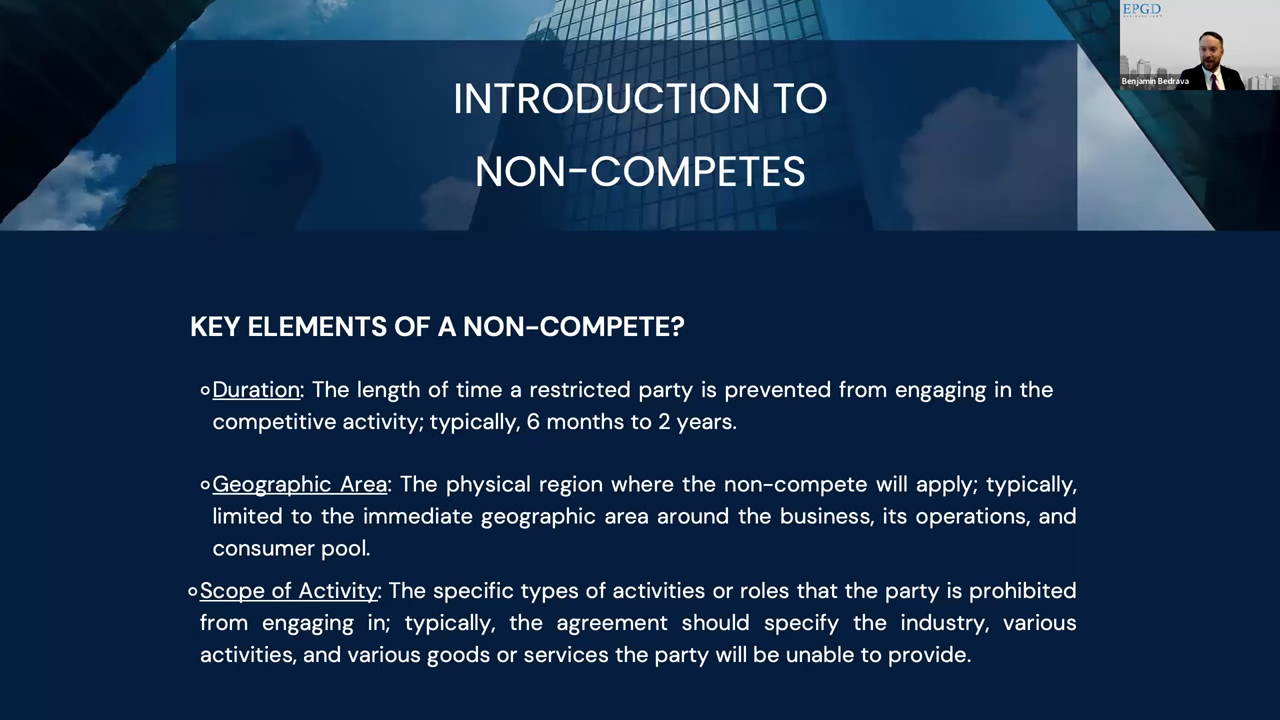 EPGD
BUSINESS LAW
Benjamin Bedrava
INTRODUCTION TO
NON-COMPETES
KEY ELEMENTS OF A NON-COMPETE?
Duration: The length of time a restricted party is prevented from engaging in the
competitive activity; typically, 6 months to 2 years.
Geographic Area: The physical region where the non-compete will apply; typically,
limited to the immediate geographic area around the business, its operations, and
consumer pool.
Scope of Activity: The specific types of activities or roles that the party is prohibited
from engaging in; typically, the agreement should specify the industry, various
activities, and various goods or services the party will be unable to provide.